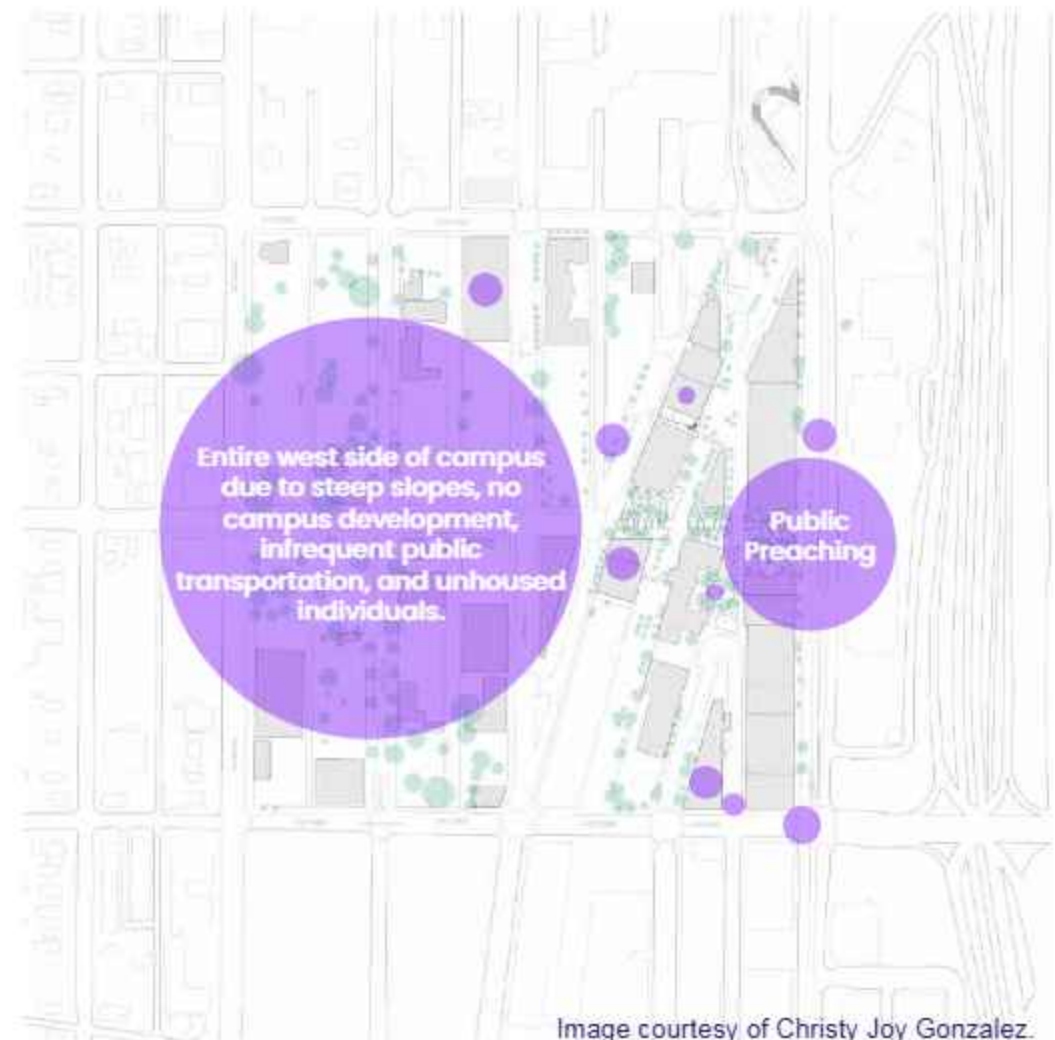 Entire west side of campus
due to steep slopes, no
campus development,
infrequent public
transportation, and unhoused
individuals.
Public
Preaching
Image courtesy of Christy Joy Gonzalez.